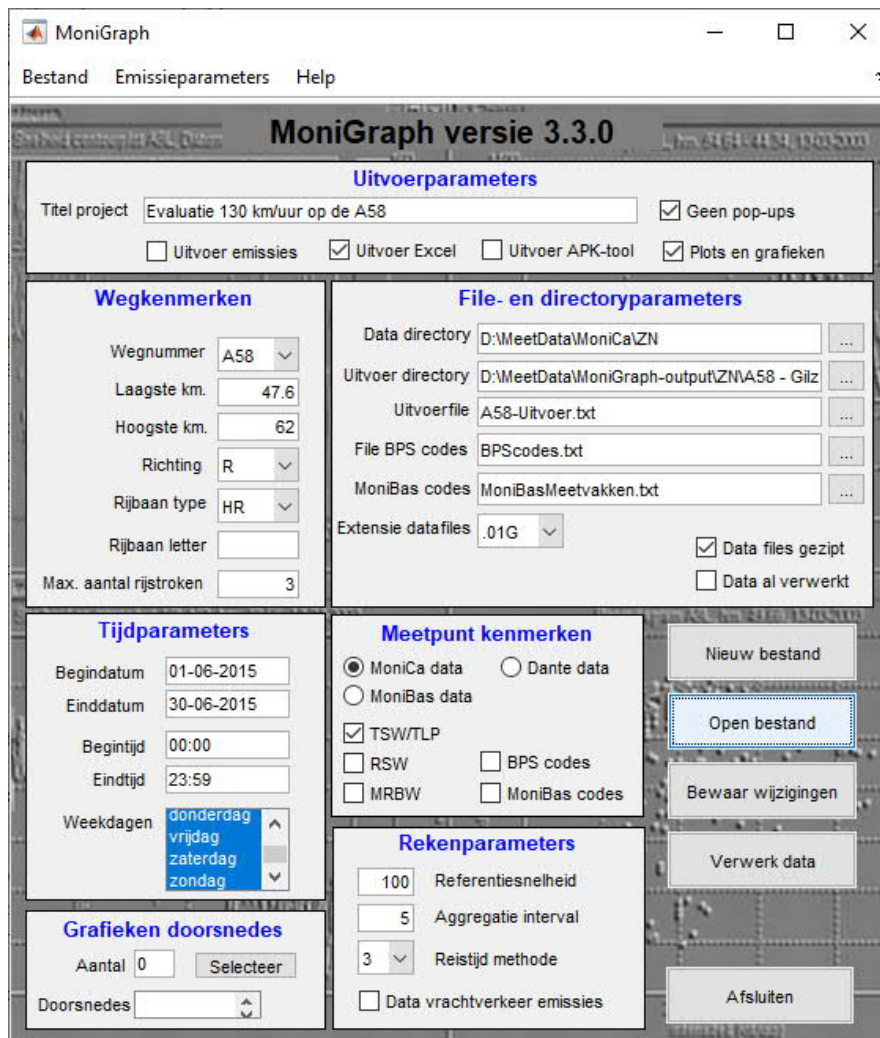 MoniGraph
Bestand Emissieparameters Help
MoniGraph versie 3.3.0
Uitvoerparameters
Titel project Evaluatie 130 km/uur op de A58 Geen pop-ups
Uitvoer emissies Uitvoer Excel Uitvoer APK-tool Plots en grafieken
Wegkenmerken
Wegnummer A58
Laagste km. 47.6
Hoogste km. 62
Richting R
Rijbaan type HR
Rijbaan letter
Max. aantal rijstroken 3
File- en directoryparameters
Data directory D:\MeetData\MoniCa\ZN ...
Uitvoer directory D:\MeetData\MoniGraph-output\ZN\A58 - Gilz ...
Uitvoerfile A58-Uitvoer.txt ...
File BPS codes BPScodes.txt ...
MoniBas codes MoniBasMeetvakken.txt ...
Extensie datafiles .01G
Data files gezipt
Data al verwerkt
Tijdparameters
Begindatum 01-06-2015
Einddatum 30-06-2015
Begintijd 00:00
Eindtijd 23:59
Weekdagen donderdag
vrijdag
zaterdag
zondag
Meetpunt kenmerken
MoniCa data Dante data
MoniBas data
TSW/TLP
RSW BPS codes
MRBW MoniBas codes
Nieuw bestand
Open bestand
Bewaar wijzigingen
Verwerk data
Grafieken doorsnedes
Aantal 0 Selecteer
Doorsnedes
Rekenparameters
100 Referentiesnelheid
5 Aggregatie interval
3 Reistijd methode
Data vrachtverkeer emissies
Afsluiten